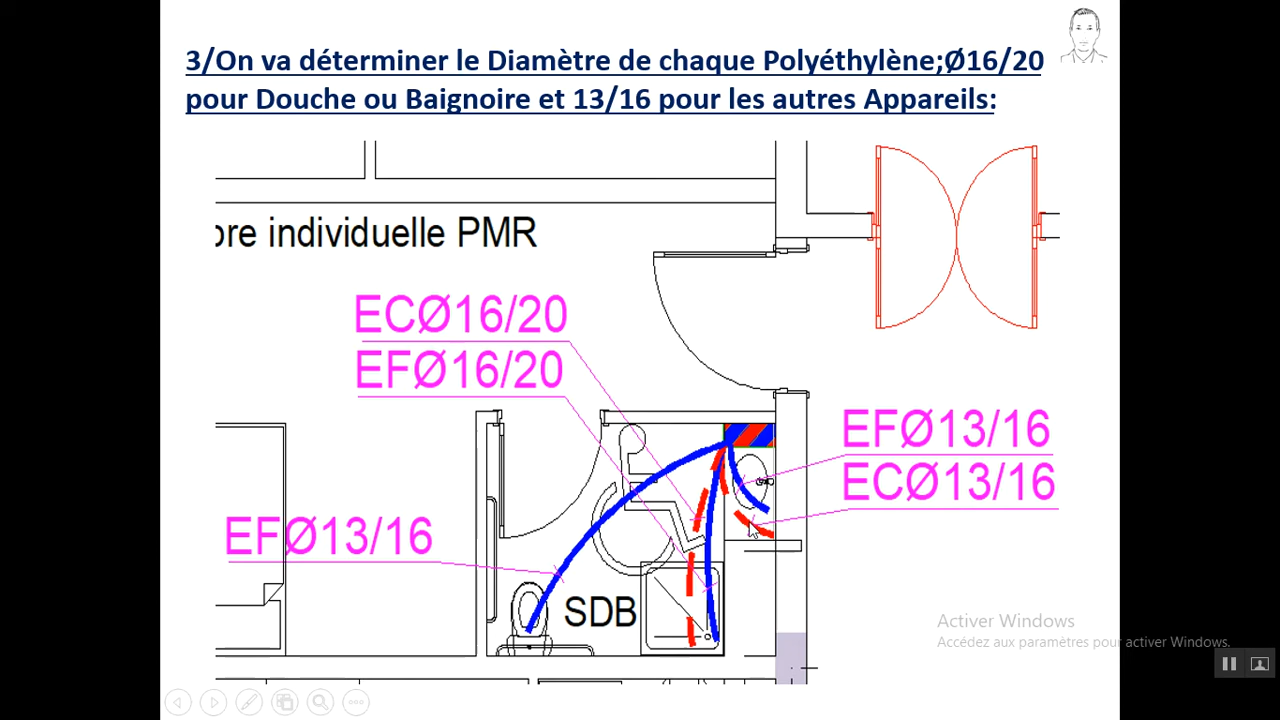 3/On va déterminer le Diamètre de chaque Polyéthylène;Ø16/20
pour Douche ou Baignoire et 13/16 pour les autres Appareils:
bre individuelle PMR
ECØ16/20
EFØ16/20
EFØ13/16
ECØ13/16
EFØ13/16
SDB
Activer Windows
Accédez aux paramètres pour activer Windows.